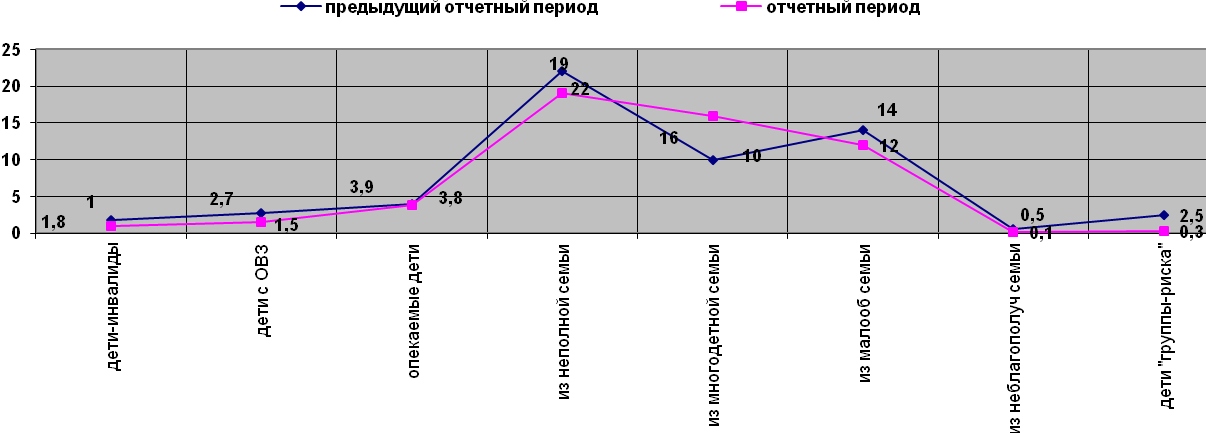 предыдущий отчетный период отчетный период
25
20
15
10
5
0
1
1,8
2,7
1,5
3,9
3,8
19
22
16
10
14
12
0,5
0,1
2,5
0,3
дети-инвалиды
дети с ОВЗ
опекаемые дети
из неполной семьи
из многодетной семьи
из малооб семьи
из неблагополуч семьи
дети "группы-риска"